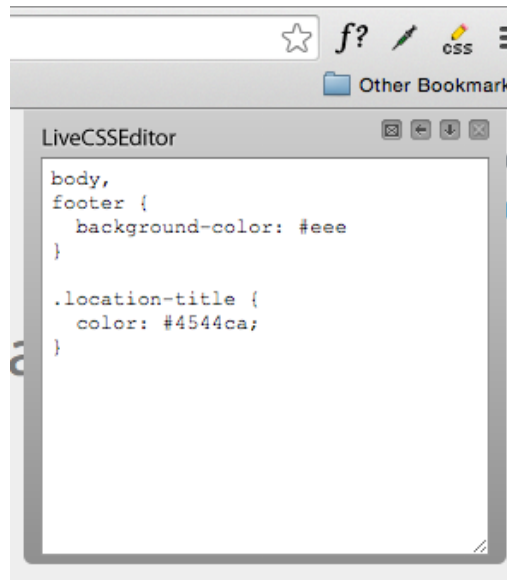 f?
css
Other Bookmark
LiveCSSEditor
body,
footer {
  background-color: #eee
}
.location-title {
  color: #4544ca;
}
a